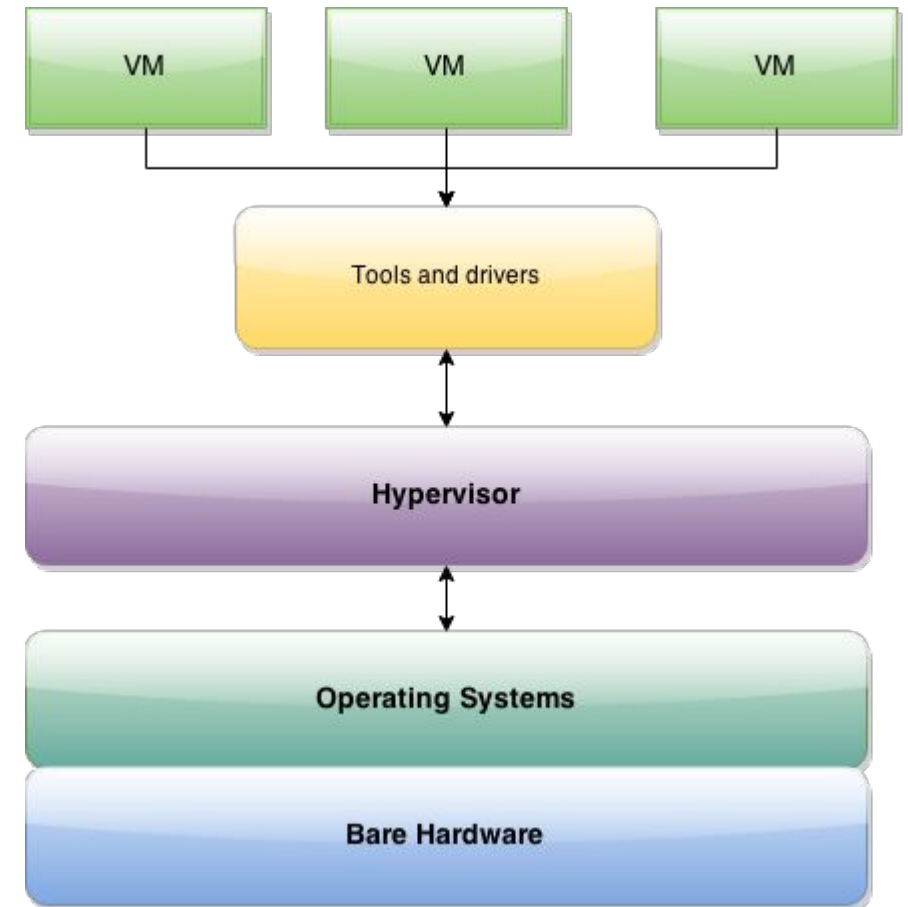 VM
VM
VM
Tools and drivers
Hypervisor
Operating Systems
Bare Hardware